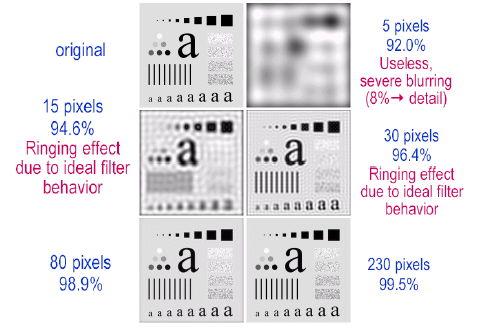 original
a
a a a a a a a a a
5 pixels
92.0%
Useless,
severe blurring
(8%→ detail)
15 pixels
94.6%
Ringing effect
due to ideal filter
behavior
a
a a a a a a a a a
a
a a a a a a a a a
30 pixels
96.4%
Ringing effect
due to ideal filter
behavior
80 pixels
98.9%
a
a a a a a a a a a
a
a a a a a a a a a
230 pixels
99.5%